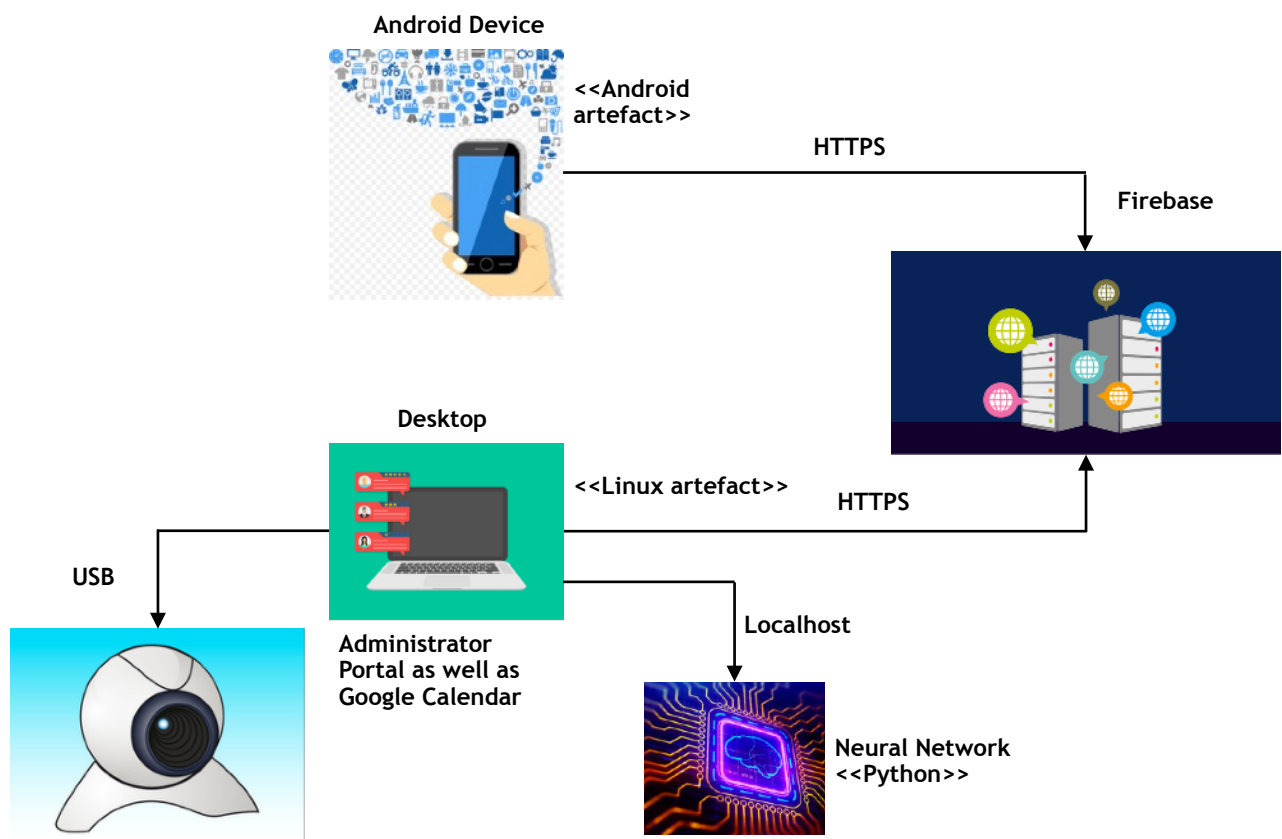 Android Device
<<Android
artefact>>
HTTPS
Firebase
Desktop
<<Linux artefact>>
HTTPS
USB
Localhost
Administrator
Portal as well as
Google Calendar
Neural Network
<<Python>>